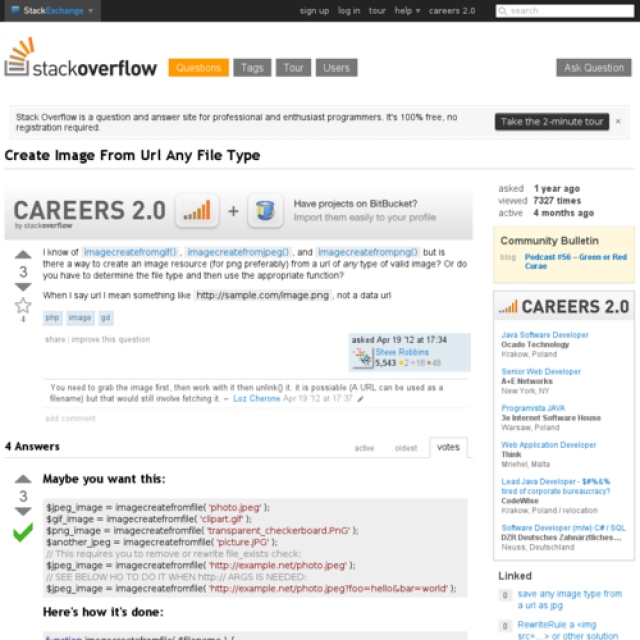 StackExchange
sign up log in tour help careers 2.0 search
stackoverflow Questions Tags Tour Users Ask Question
Stack Overflow is a question and answer site for professional and enthusiast programmers. It's 100% free, no
registration required.
Take the 2-minute tour ×
Create Image From Url Any File Type
CAREERS 2.0
by stackoverflow
+
Have projects on BitBucket?
Import them easily to your profile
3
4
I know of imagecreatefromgif() , imagecreatefromjpeg() , and imagecreatefrompng() but is
there a way to create an image resource (for png preferably) from a url of any type of valid image? Or do
you have to determine the file type and then use the appropriate function?
When I say url I mean something like http://sample.com/image.png , not a data url
php image gd
share | improve this question
asked Apr 19 '12 at 17:34
Steve Robbins
5,543 2 18 48
You need to grab the image first, then work with it then unlink() it. it is possiable (A URL can be used as a
filename) but that would still involve fetching it. – Loz Cherone Apr 19 '12 at 17:37
add comment
4 Answers
active oldest votes
3
Maybe you want this:
$jpeg_image = imagecreatefromfile( 'photo.jpeg' );
$gif_image = imagecreatefromfile( 'clipart.gif' );
$png_image = imagecreatefromfile( 'transparent_checkerboard.PnG' );
$another_jpeg = imagecreatefromfile( 'picture.JPG' );
// This requires you to remove or rewrite file_exists check:
$jpeg_image = imagecreatefromfile( 'http://example.net/photo.jpeg' );
// SEE BELOW HO TO DO IT WHEN http:// ARGS IS NEEDED:
$jpeg_image = imagecreatefromfile( 'http://example.net/photo.jpeg?foo=hello&bar=world' );
Here's how it's done:
function imagecreatefromfile( $filename ) {
asked 1 year ago
viewed 7327 times
active 4 months ago
Community Bulletin
blog Podcast #56 – Green or Red
Curae
CAREERS 2.0
Java Software Developer
Ocado Technology
Krakow, Poland
Senior Web Developer
A+E Networks
New York, NY
Programista JAVA
3e Internet Software House
Warsaw, Poland
Web Application Developer
Think
Mriehel, Malta
Lead Java Developer - $#%&%
tired of corporate bureaucracy?
CodeWise
Krakow, Poland / relocation
Software Developer (m/w) C# / SQL
DZR Deutsches Zahnärztliches...
Neuss, Deutschland
Linked
0 save any image type from
a url as jpg
0 RewriteRule a <img
src=...> or other solution